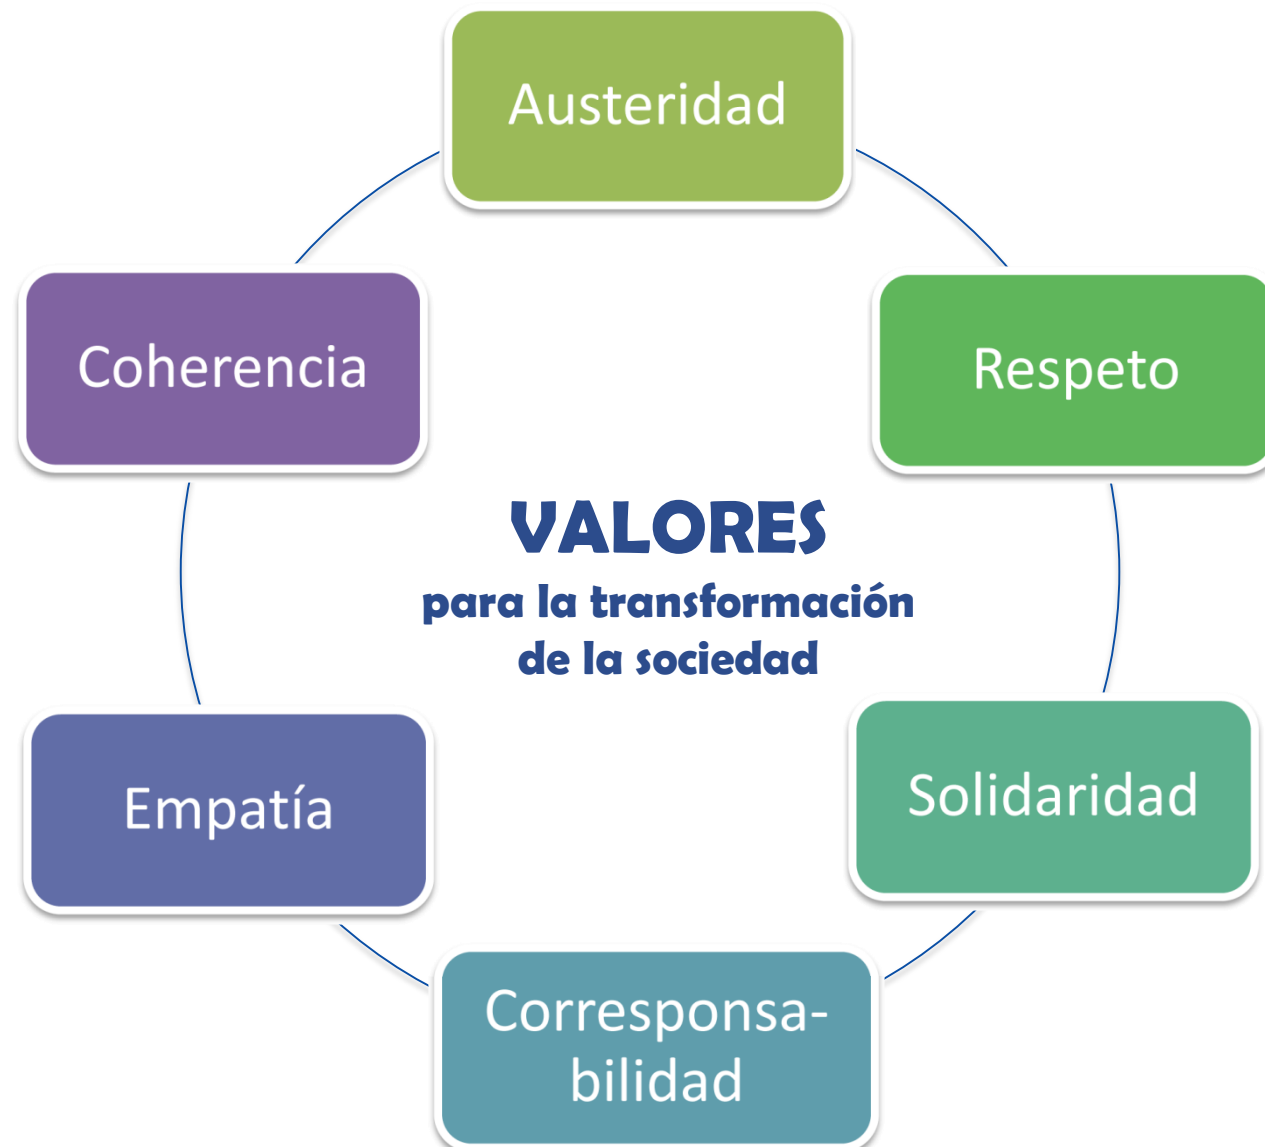 Austeridad
Coherencia
Respeto
VALORES
para la transformación
de la sociedad
Empatía
Solidaridad
Corresponsa-
bilidad